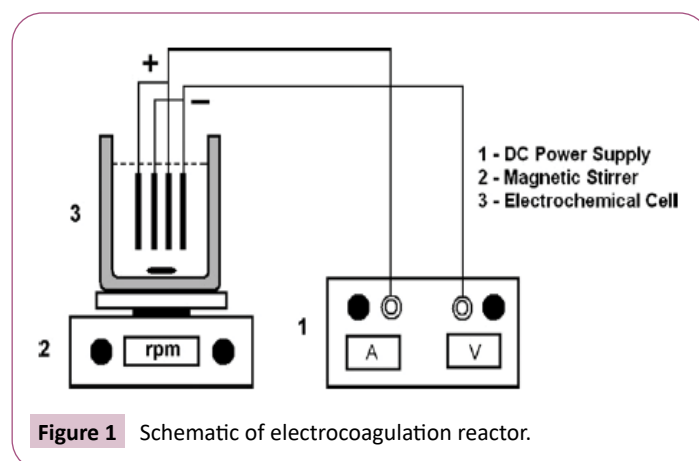 +
−
1 - DC Power Supply
2 - Magnetic Stirrer
3 - Electrochemical Cell
3
1
2
rpm
A
V
Figure 1 Schematic of electrocoagulation reactor.